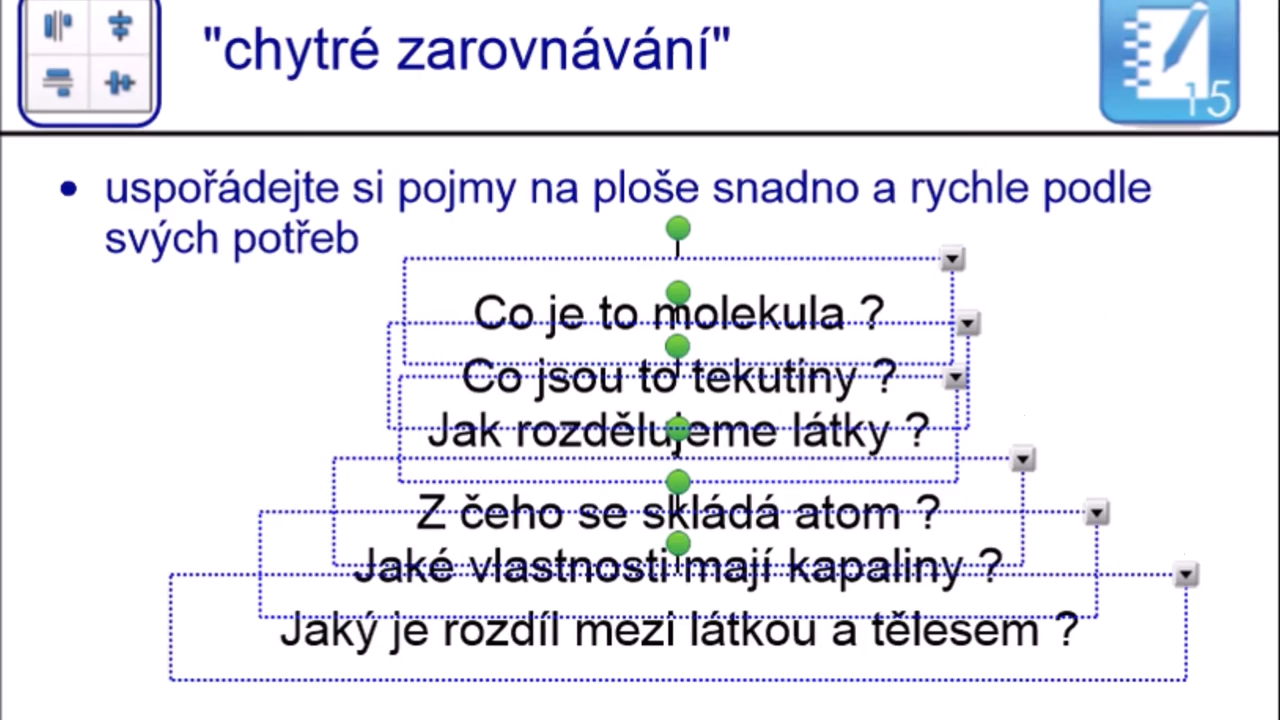 "chytré zarovnávání"
15
• uspořádejte si pojmy na ploše snadno a rychle podle
svých potřeb
Co je to molekula ?
Co jsou to tekutiny ?
Jak rozdělujeme látky ?
Z čeho se skládá atom ?
Jaké vlastnosti mají kapaliny ?
Jaký je rozdíl mezi látkou a tělesem ?